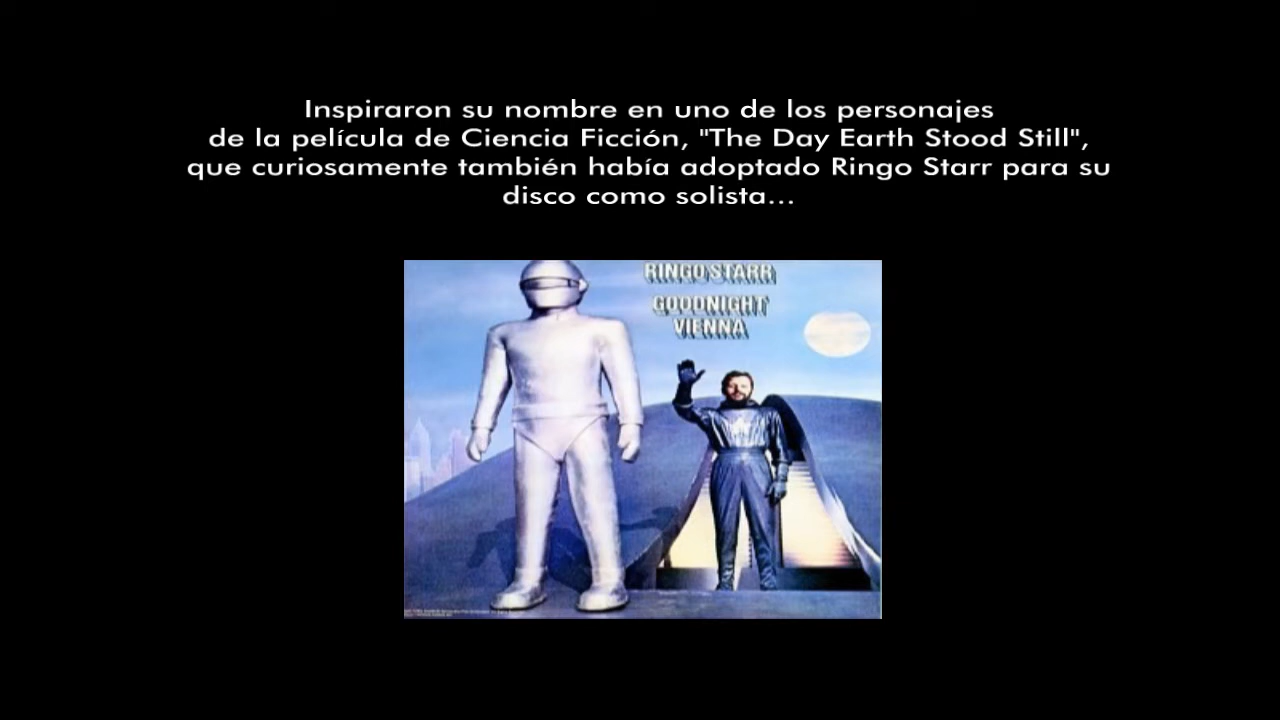 Inspiraron su nombre en uno de los personajes
de la película de Ciencia Ficción, "The Day Earth Stood Still",
que curiosamente también había adoptado Ringo Starr para su
disco como solista...
RINGO STARR
GOODNIGHT
VIENNA